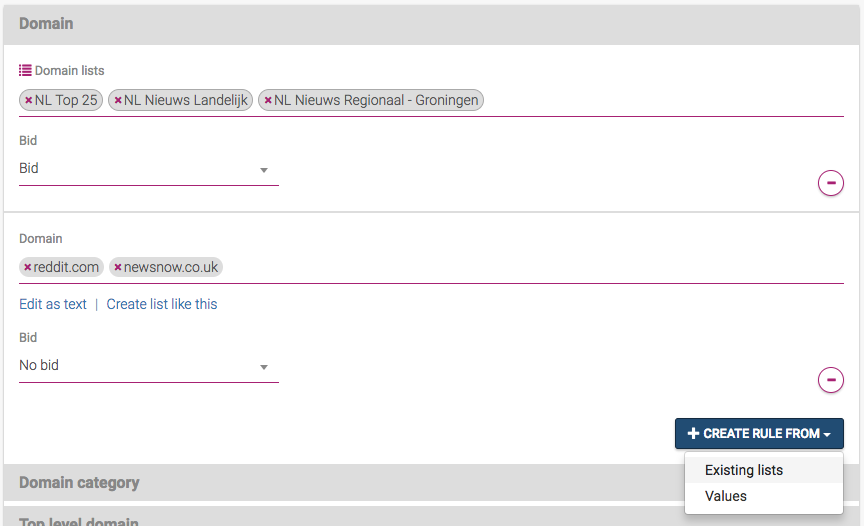 Domain
Domain lists
×NL Top 25 ×NL Nieuws Landelijk ×NL Nieuws Regionaal - Groningen
Bid
Bid
Domain
×reddit.com ×newsnow.co.uk
Edit as text | Create list like this
Bid
No bid
CREATE RULE FROM
Existing lists
Domain category
Values
Top level domain